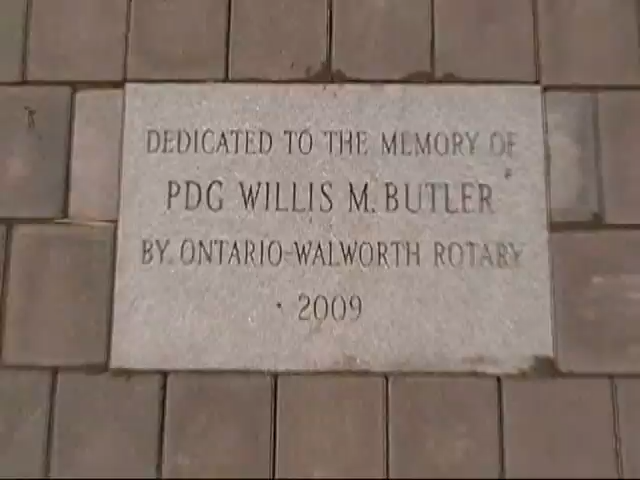 DEDICATED TO THE MEMORY OF
PDG WILLIS M. BUTLER
BY ONTARIO-WALWORTH ROTARY
2009